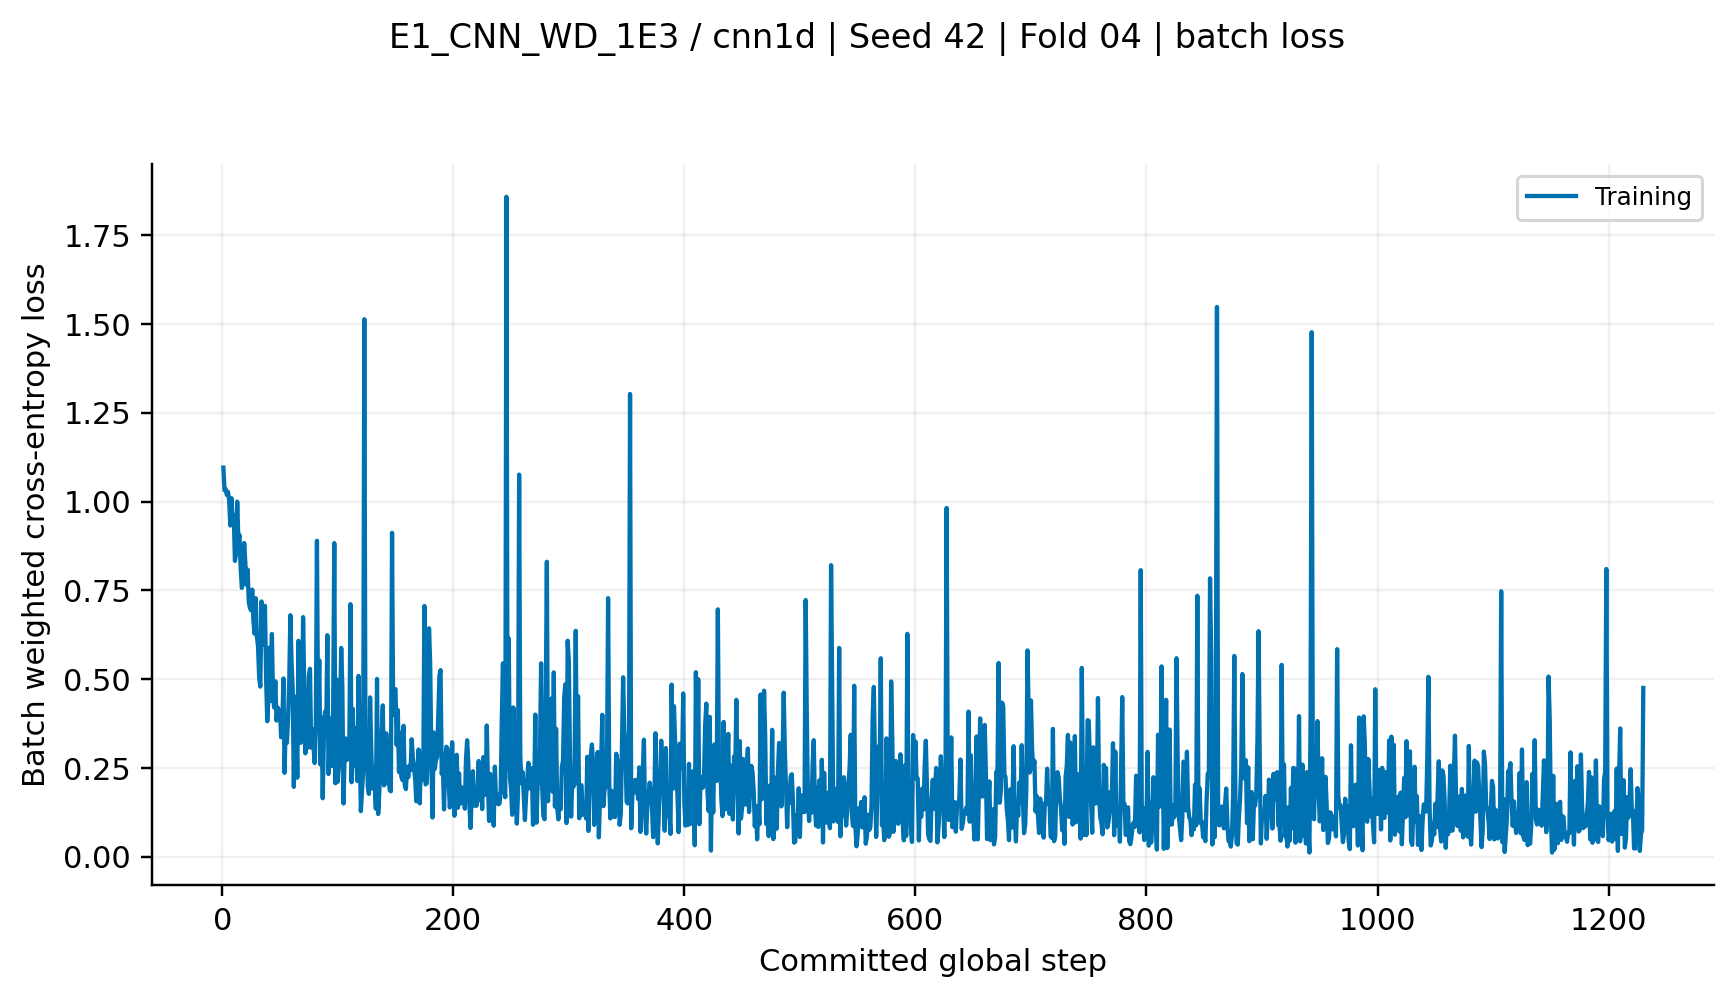 E1_CNN_WD_1E3 / cnn1d | Seed 42 | Fold 04 | batch loss
Training
Batch weighted cross-entropy loss
1.75
1.50
1.25
1.00
0.75
0.50
0.25
0.00
0 200 400 600 800 1000 1200
Committed global step